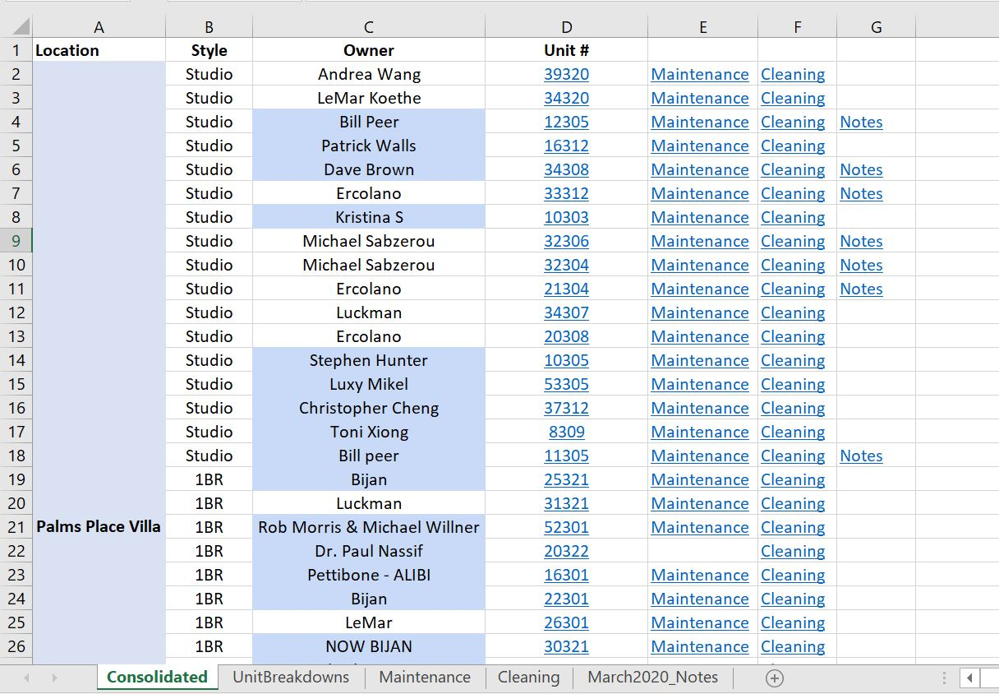 A B C D E F G
1 Location Style Owner Unit #
2 Studio Andrea Wang 39320 Maintenance Cleaning
3 Studio LeMar Koethe 34320 Maintenance Cleaning
4 Studio Bill Peer 12305 Maintenance Cleaning Notes
5 Studio Patrick Walls 16312 Maintenance Cleaning
6 Studio Dave Brown 34308 Maintenance Cleaning Notes
7 Studio Ercolano 33312 Maintenance Cleaning Notes
8 Studio Kristina S 10303 Maintenance Cleaning
9 Studio Michael Sabzerou 32306 Maintenance Cleaning Notes
10 Studio Michael Sabzerou 32304 Maintenance Cleaning Notes
11 Studio Ercolano 21304 Maintenance Cleaning Notes
12 Studio Luckman 34307 Maintenance Cleaning
13 Studio Ercolano 20308 Maintenance Cleaning
14 Studio Stephen Hunter 10305 Maintenance Cleaning
15 Studio Luxy Mikel 53305 Maintenance Cleaning
16 Studio Christopher Cheng 37312 Maintenance Cleaning
17 Studio Toni Xiong 8309 Maintenance Cleaning
18 Studio Bill peer 11305 Maintenance Cleaning Notes
19 1BR Bijan 25321 Maintenance Cleaning
20 1BR Luckman 31321 Maintenance Cleaning
21 Palms Place Villa 1BR Rob Morris & Michael Willner 52301 Maintenance Cleaning
22 1BR Dr. Paul Nassif 20322 Cleaning
23 1BR Pettibone - ALIBI 16301 Maintenance Cleaning
24 1BR Bijan 22301 Maintenance Cleaning
25 1BR LeMar 26301 Maintenance Cleaning
26 1BR NOW BIJAN 30321 Maintenance Cleaning
Consolidated UnitBreakdowns Maintenance Cleaning March2020_Notes